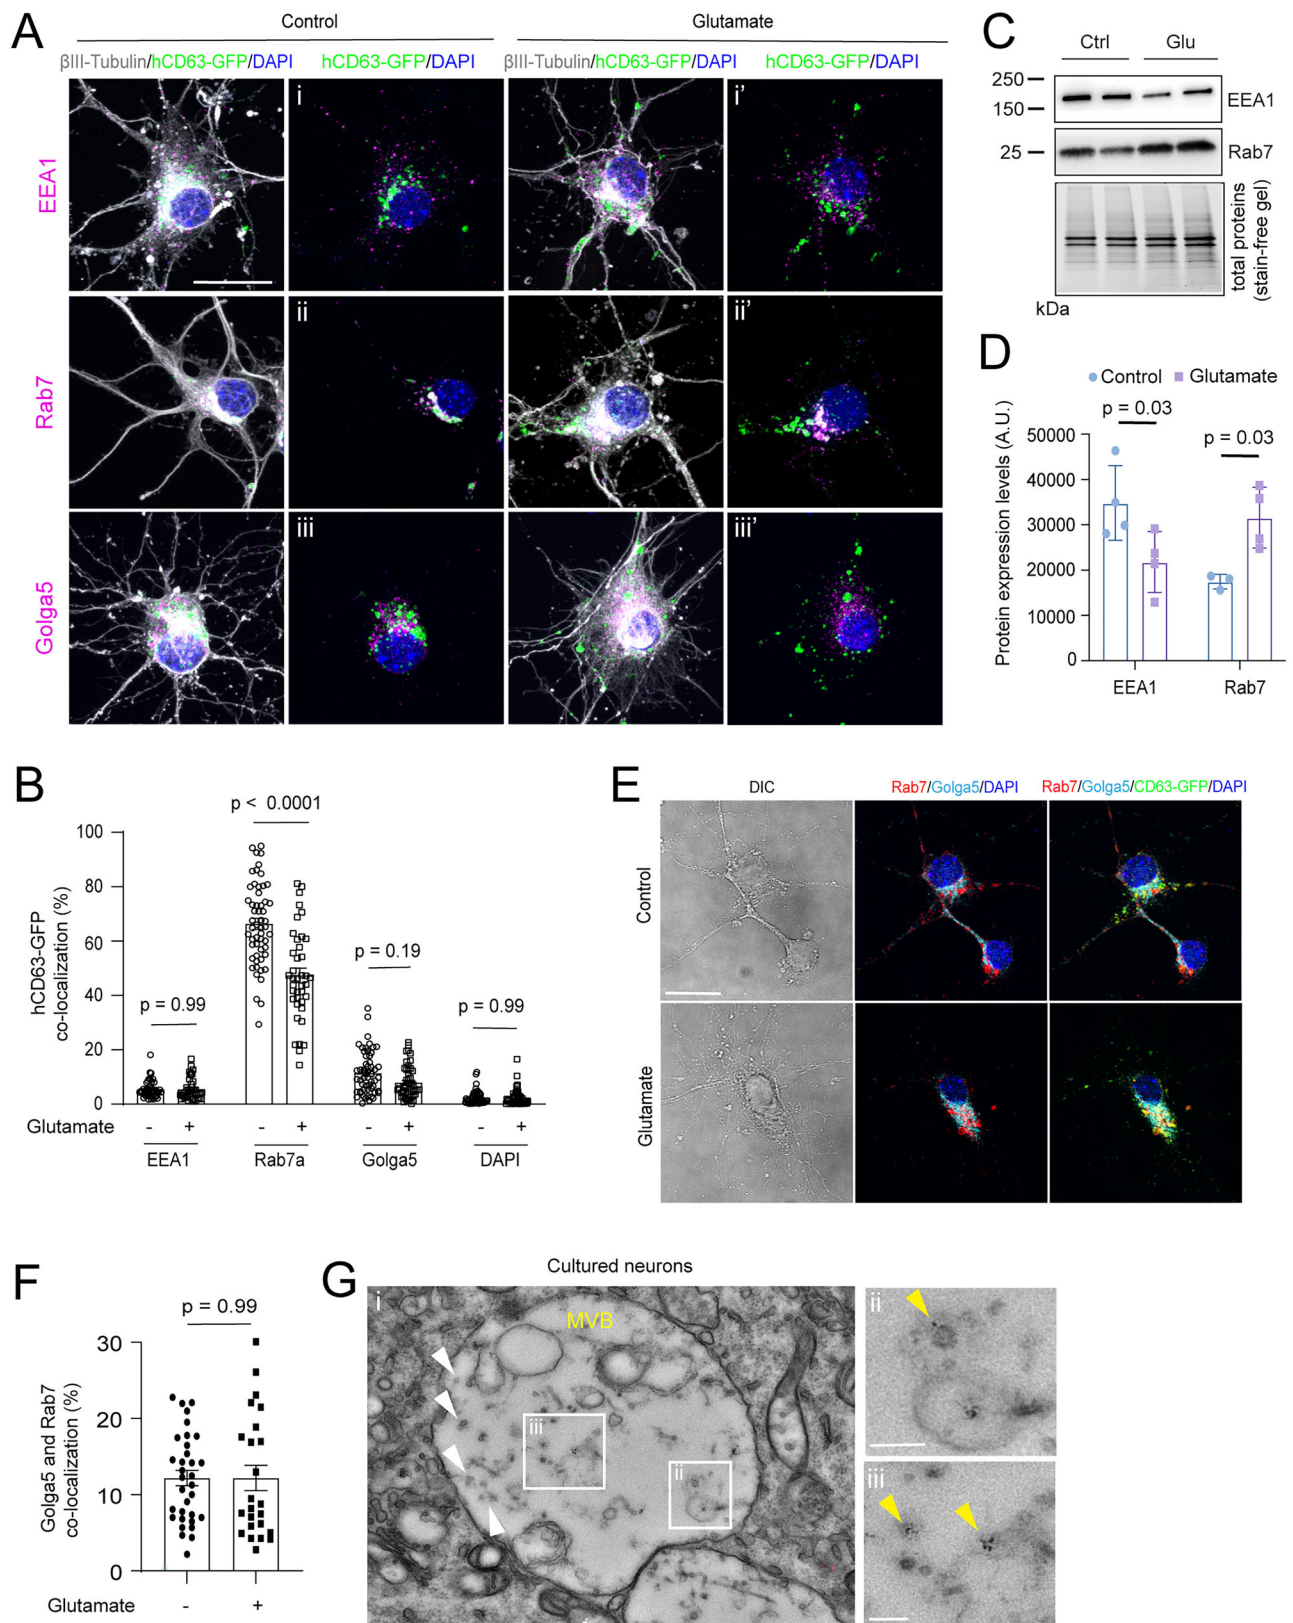 A
Control
Glutamate
βIII-Tubulin/hCD63-GFP/DAPI
hCD63-GFP/DAPI
βIII-Tubulin/hCD63-GFP/DAPI
hCD63-GFP/DAPI
EEA1
i
i'
Rab7
ii
ii'
Golga5
iii
iii'
C
Ctrl
Glu
250
150
EEA1
25
Rab7
total proteins
(stain-free gel)
kDa
D
Control
Glutamate
p = 0.03
p = 0.03
Protein expression levels (A.U.)
50000
40000
30000
20000
10000
0
EEA1
Rab7
B
p < 0.0001
p = 0.99
p = 0.19
p = 0.99
hCD63-GFP
co-localization (%)
100
80
60
40
20
0
Glutamate
- + - + - + - +
EEA1
Rab7a
Golga5
DAPI
E
DIC
Rab7/Golga5/DAPI
Rab7/Golga5/CD63-GFP/DAPI
Control
Glutamate
F
p = 0.99
Golga5 and Rab7
co-localization (%)
30
20
10
0
Glutamate
- +
G
Cultured neurons
i
MVB
iii
ii
ii
iii